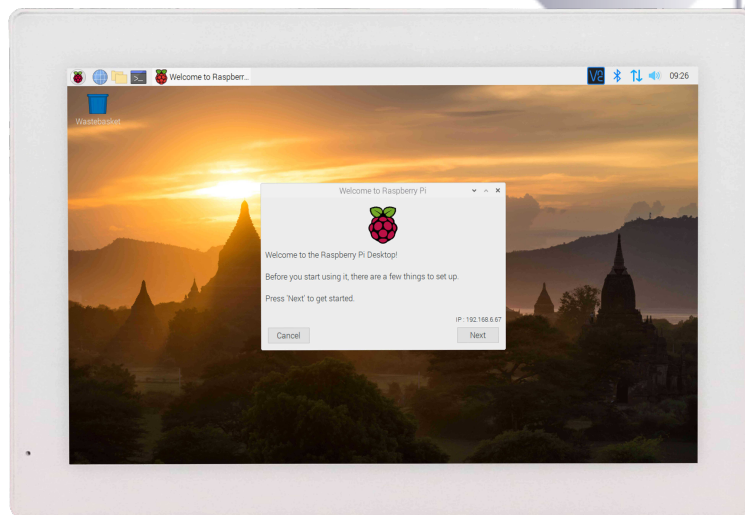 Welcome to Raspberr...
V2
09:26
Wastebasket
Welcome to Raspberry Pi
Welcome to the Raspberry Pi Desktop!
Before you start using it, there are a few things to set up.
Press 'Next' to get started.
IP : 192.168.6.67
Cancel
Next